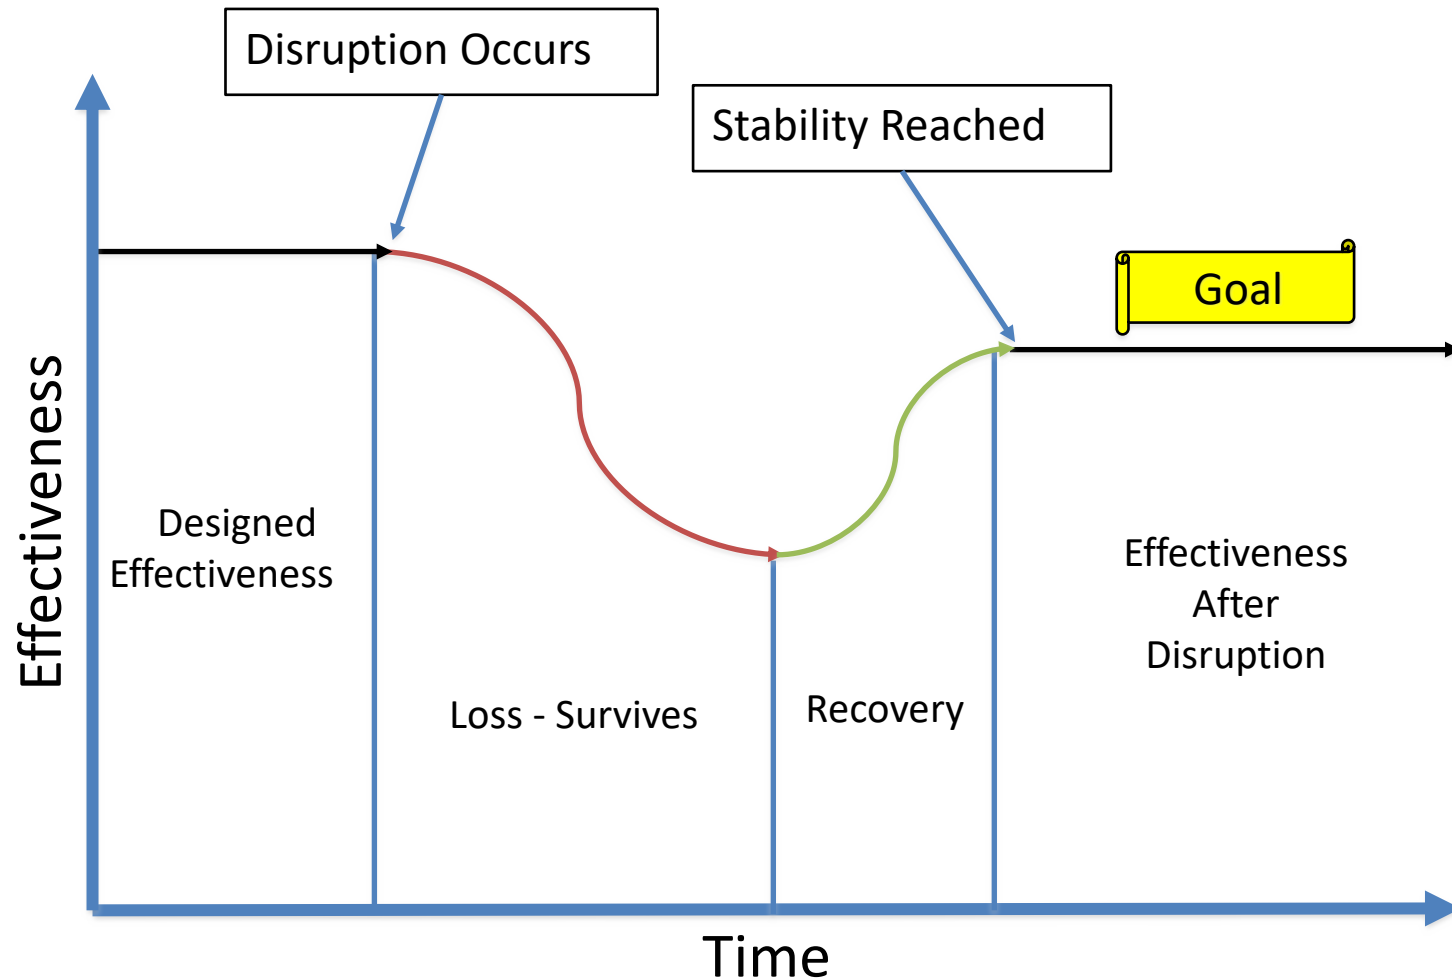 Disruption Occurs
Stability Reached
Goal
Effectiveness
Designed
Effectiveness
Loss - Survives
Recovery
Effectiveness
After
Disruption
Time